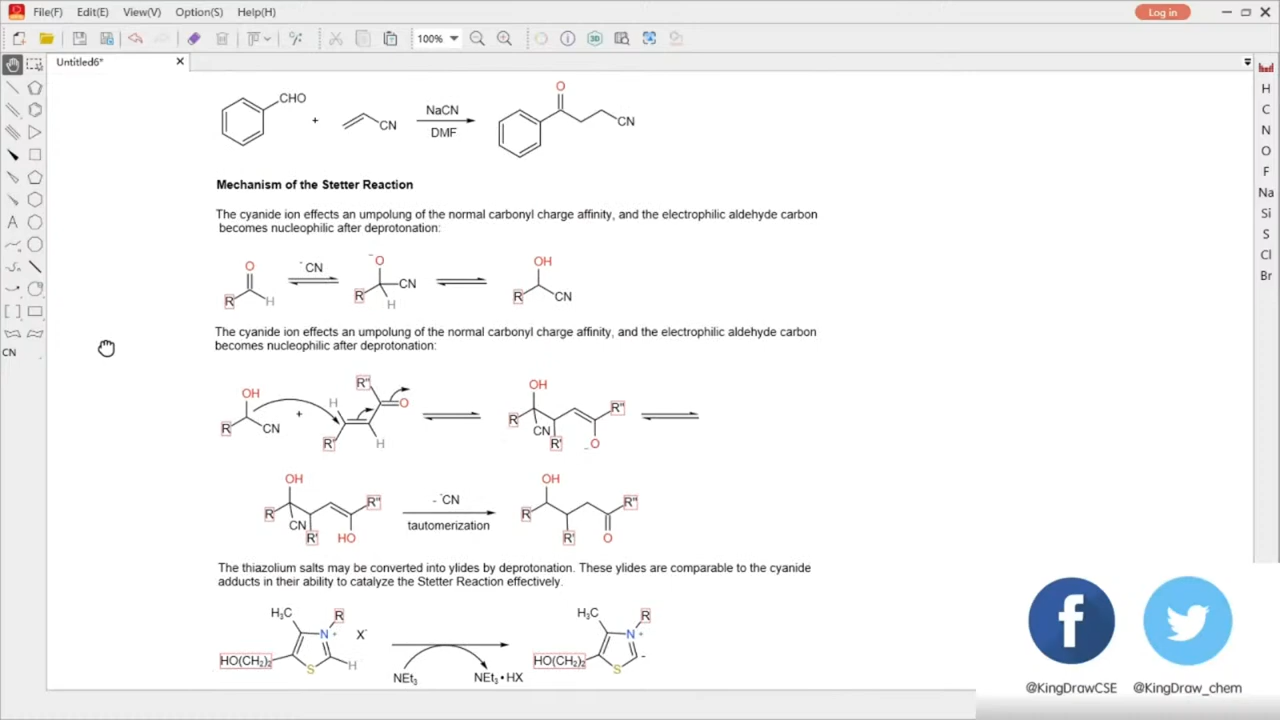 File(F) Edit(E) View(V) Option(S) Help(H) Log in
100%
Untitled6*
CHO + CN NaCN DMF O CN
Mechanism of the Stetter Reaction
The cyanide ion effects an umpolung of the normal carbonyl charge affinity, and the electrophilic aldehyde carbon
becomes nucleophilic after deprotonation:
O R H -CN -O CN R H OH R CN
The cyanide ion effects an umpolung of the normal carbonyl charge affinity, and the electrophilic aldehyde carbon
becomes nucleophilic after deprotonation:
OH R CN + H R' R" O H OH R CN R' R" -O
OH R CN R' R" HO - -CN tautomerization OH R R' R" O
The thiazolium salts may be converted into ylides by deprotonation. These ylides are comparable to the cyanide
adducts in their ability to catalyze the Stetter Reaction effectively.
H₃C R N+ X- HO(CH₂)₂ S H NEt₃ NEt₃•HX H₃C R N+ HO(CH₂)₂ S -
A
[ ]
CN
H
C
N
O
F
Na
Si
S
Cl
Br
@KingDrawCSE @KingDraw_chem